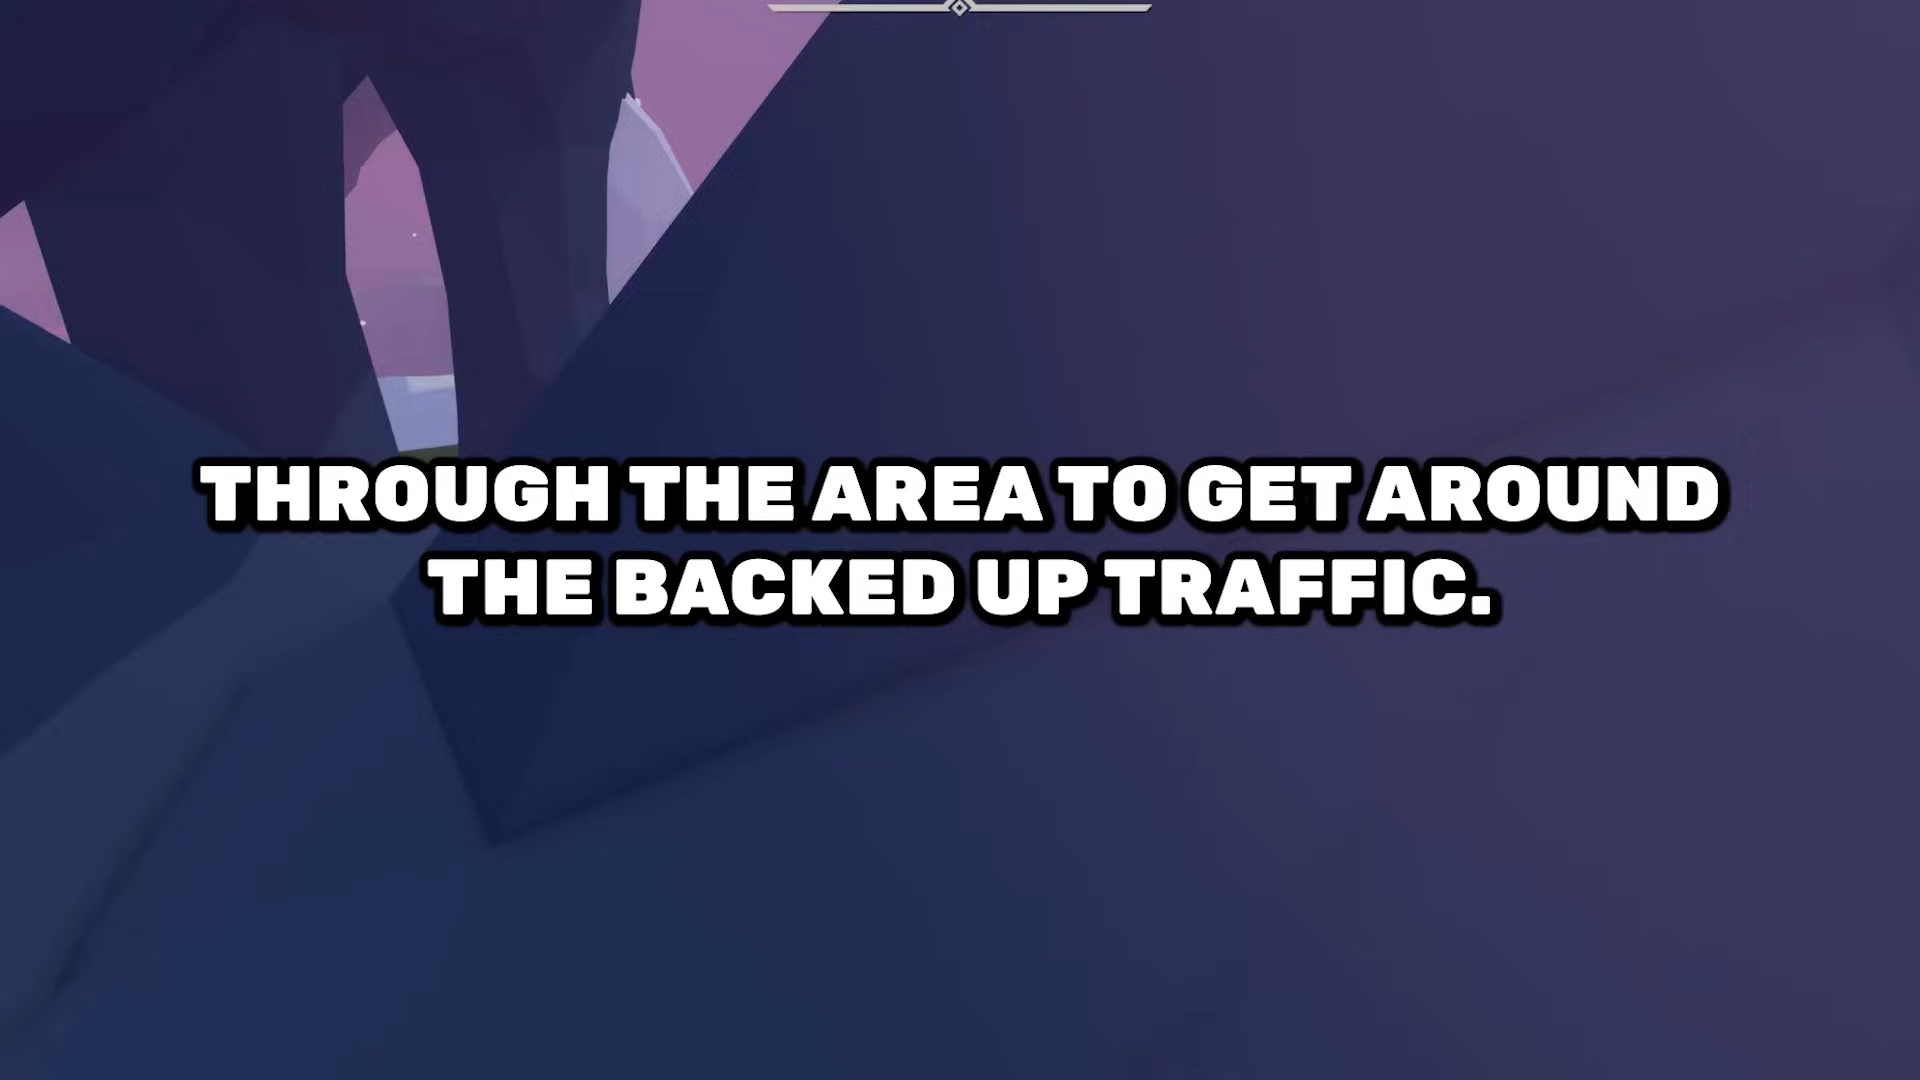 THROUGH THE AREA TO GET AROUND
THE BACKED UP TRAFFIC.